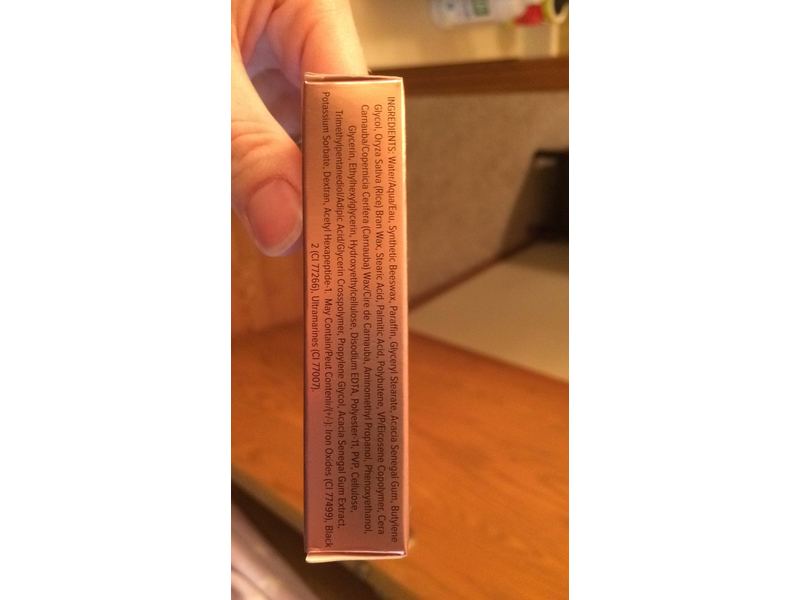 INGREDIENTS: Water/Aqua/Eau, Synthetic Beeswax, Paraffin, Glyceryl Stearate, Acacia Senegal Gum, Butylene
Glycol, Oryza Sativa (Rice) Bran Wax, Stearic Acid, Palmitic Acid, Polybutene, VP/Eicosene Copolymer, Cera
Carnauba/Copernicia Cerifera (Carnauba) Wax/Cire de Carnauba, Aminomethyl Propanol, Phenoxyethanol,
Glycerin, Ethylhexylglycerin, Hydroxyethylcellulose, Disodium EDTA, Polyester-11, PVP, Cellulose,
Trimethylpentanediol/Adipic Acid/Glycerin Crosspolymer, Propylene Glycol, Acacia Senegal Gum Extract,
Potassium Sorbate, Dextran, Acetyl Hexapeptide-1. May Contain/Peut Contenir/(+/-): Iron Oxides (CI 77499), Black
2 (CI 77266), Ultramarines (CI 77007).